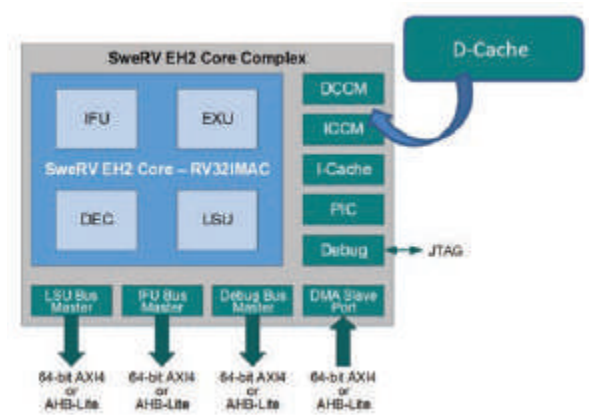 SweRV EH2 Core Complex
D-Cache
IFU
EXU
SweRV EH2 Core – RV32IMAC
DEC
LSU
DCCM
ICCM
I-Cache
PIC
Debug
JTAG
LSU Bus
Master
IFU Bus
Master
Debug Bus
Master
DMA Slave
Port
64-bit AXI4
or
AHB-Lite
64-bit AXI4
or
AHB-Lite
64-bit AXI4
or
AHB-Lite
64-bit AXI4
or
AHB-Lite